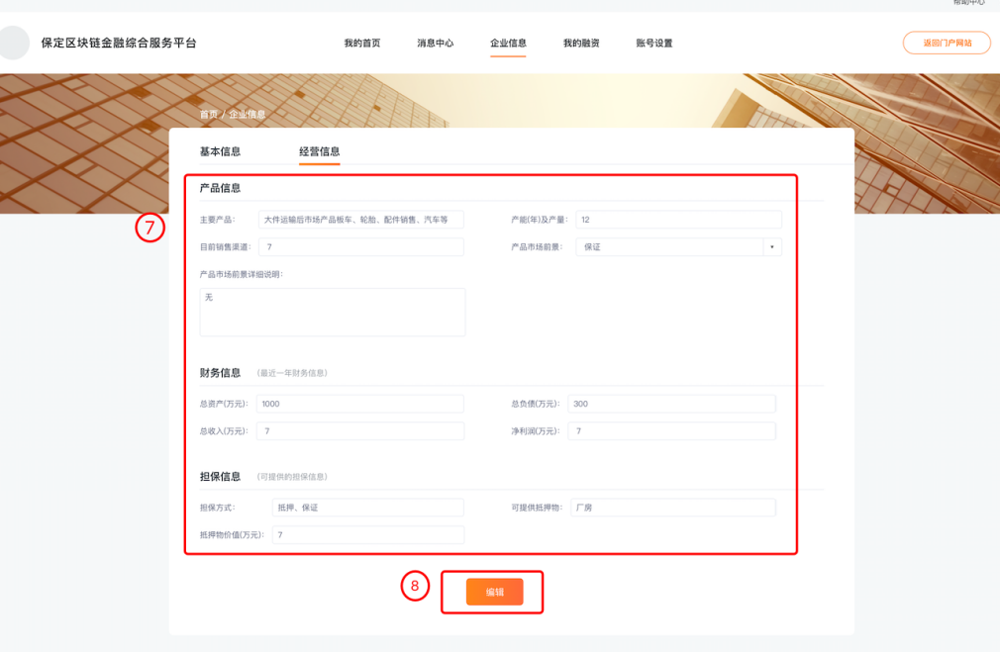 帮助中心
保定区块链金融综合服务平台 我的首页 消息中心 企业信息 我的融资 账号设置 返回门户网站
首页 / 企业信息
基本信息 经营信息
产品信息
⑦
主要产品: 大件运输后市场产品板车、轮胎、配件销售、汽车等 产能(年)及产量: 12
目前销售渠道: 7 产品市场前景: 保证
产品市场前景详细说明:
无
财务信息 (最近一年财务信息)
总资产(万元): 1000 总负债(万元): 300
总收入(万元): 7 净利润(万元): 7
担保信息 (可提供的担保信息)
担保方式: 抵押、保证 可提供抵押物: 厂房
抵押物价值(万元): 7
⑧ 编辑